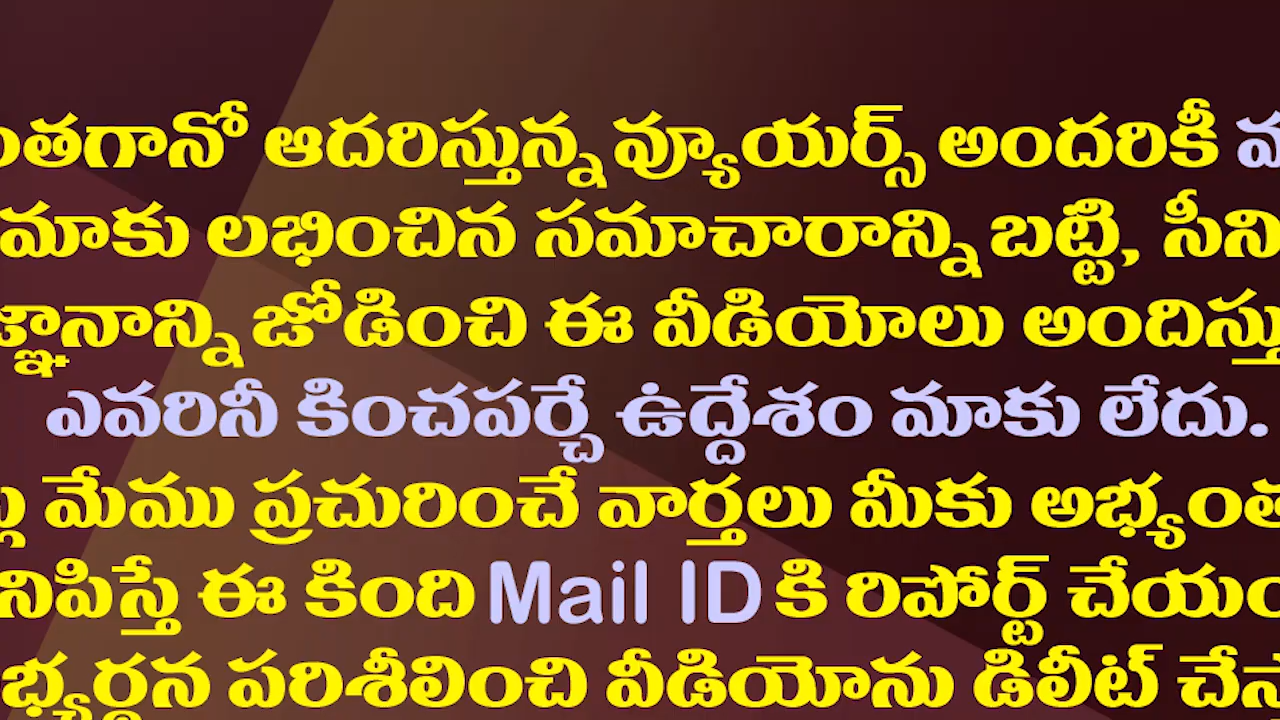 ంతగానో ఆదరిస్తున్న వ్యూయర్స్ అందరికీ
మాకు లభించిన సమాచారాన్ని బట్టి, సీని
జ్ఞానాన్ని జోడించి ఈ వీడియోలు అందిస్తు
ఎవరినీ కించపర్చే ఉద్దేశం మాకు లేదు.
మేము ప్రచురించే వార్తలు మీకు అభ్యంత
నిపిస్తే ఈ కింది Mail ID కి రిపోర్ట్ చేయం
భ్యర్థన పరిశీలించి వీడియోను డిలీట్ చేస